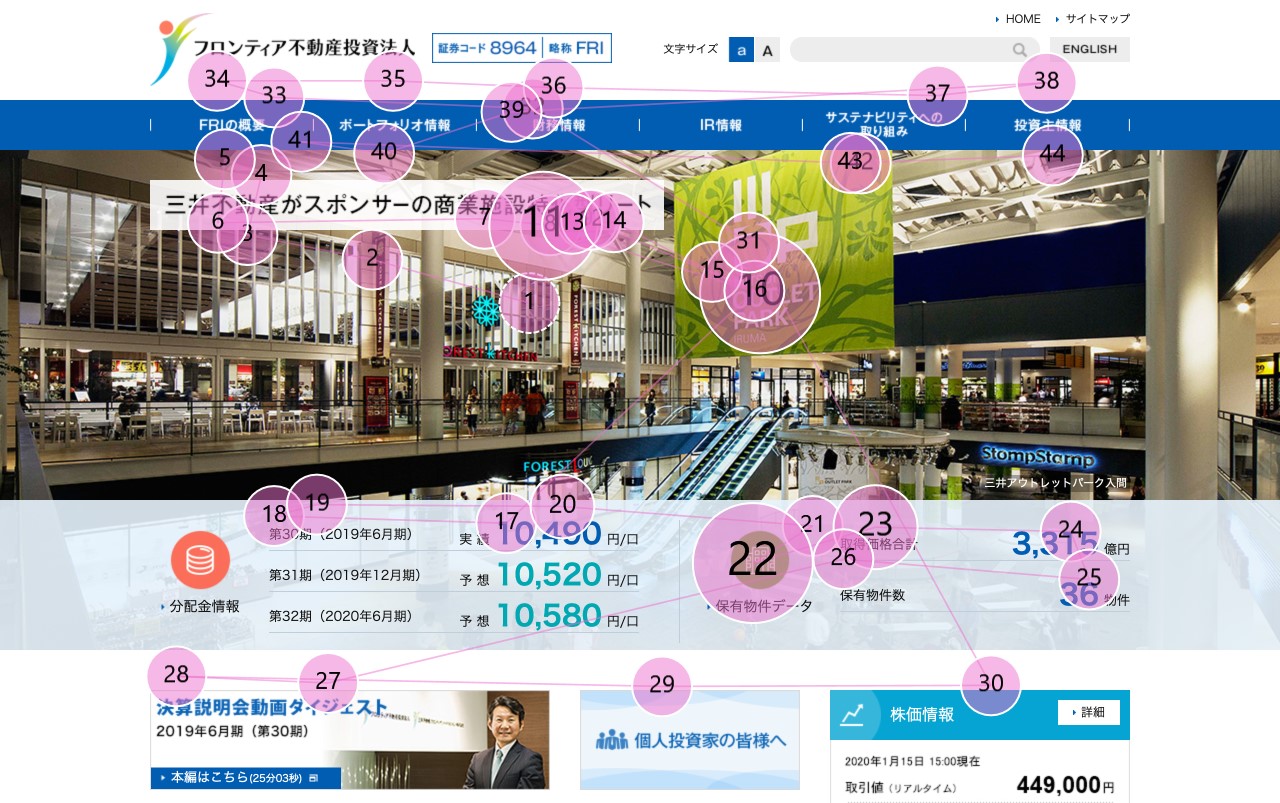 HOME
サイトマップ
フロンティア不動産投資法人
証券コード 8964 略称 FRI
文字サイズ a A
ENGLISH
34
35
36
33
37
38
39
FRIの概要
ポートフォリオ情報
財務情報
IR情報
サステナビリティへの
取り組み
投資主情報
41
40
43
44
5
4
三井不動産がスポンサーの商業施設特
ート
6
3
7
11
13
14
2
31
15
16
10
1
PARK
IRUMA
FOREST KITCHEN
StompStamp
三井アウトレットパーク入間
18
19
17
20
21
23
24
22
26
25
第30期（2019年6月期）
実績 10,490 円/口
第31期（2019年12月期）
予想 10,520 円/口
第32期（2020年6月期）
予想 10,580 円/口
分配金情報
保有物件データ
取得価格合計
3,315 億円
保有物件数
36 物件
28
27
29
30
決算説明会動画ダイジェスト
2019年6月期（第30期）
本編はこちら(25分03秒)
個人投資家の皆様へ
株価情報
詳細
2020年1月15日 15:00現在
取引値（リアルタイム）
449,000円